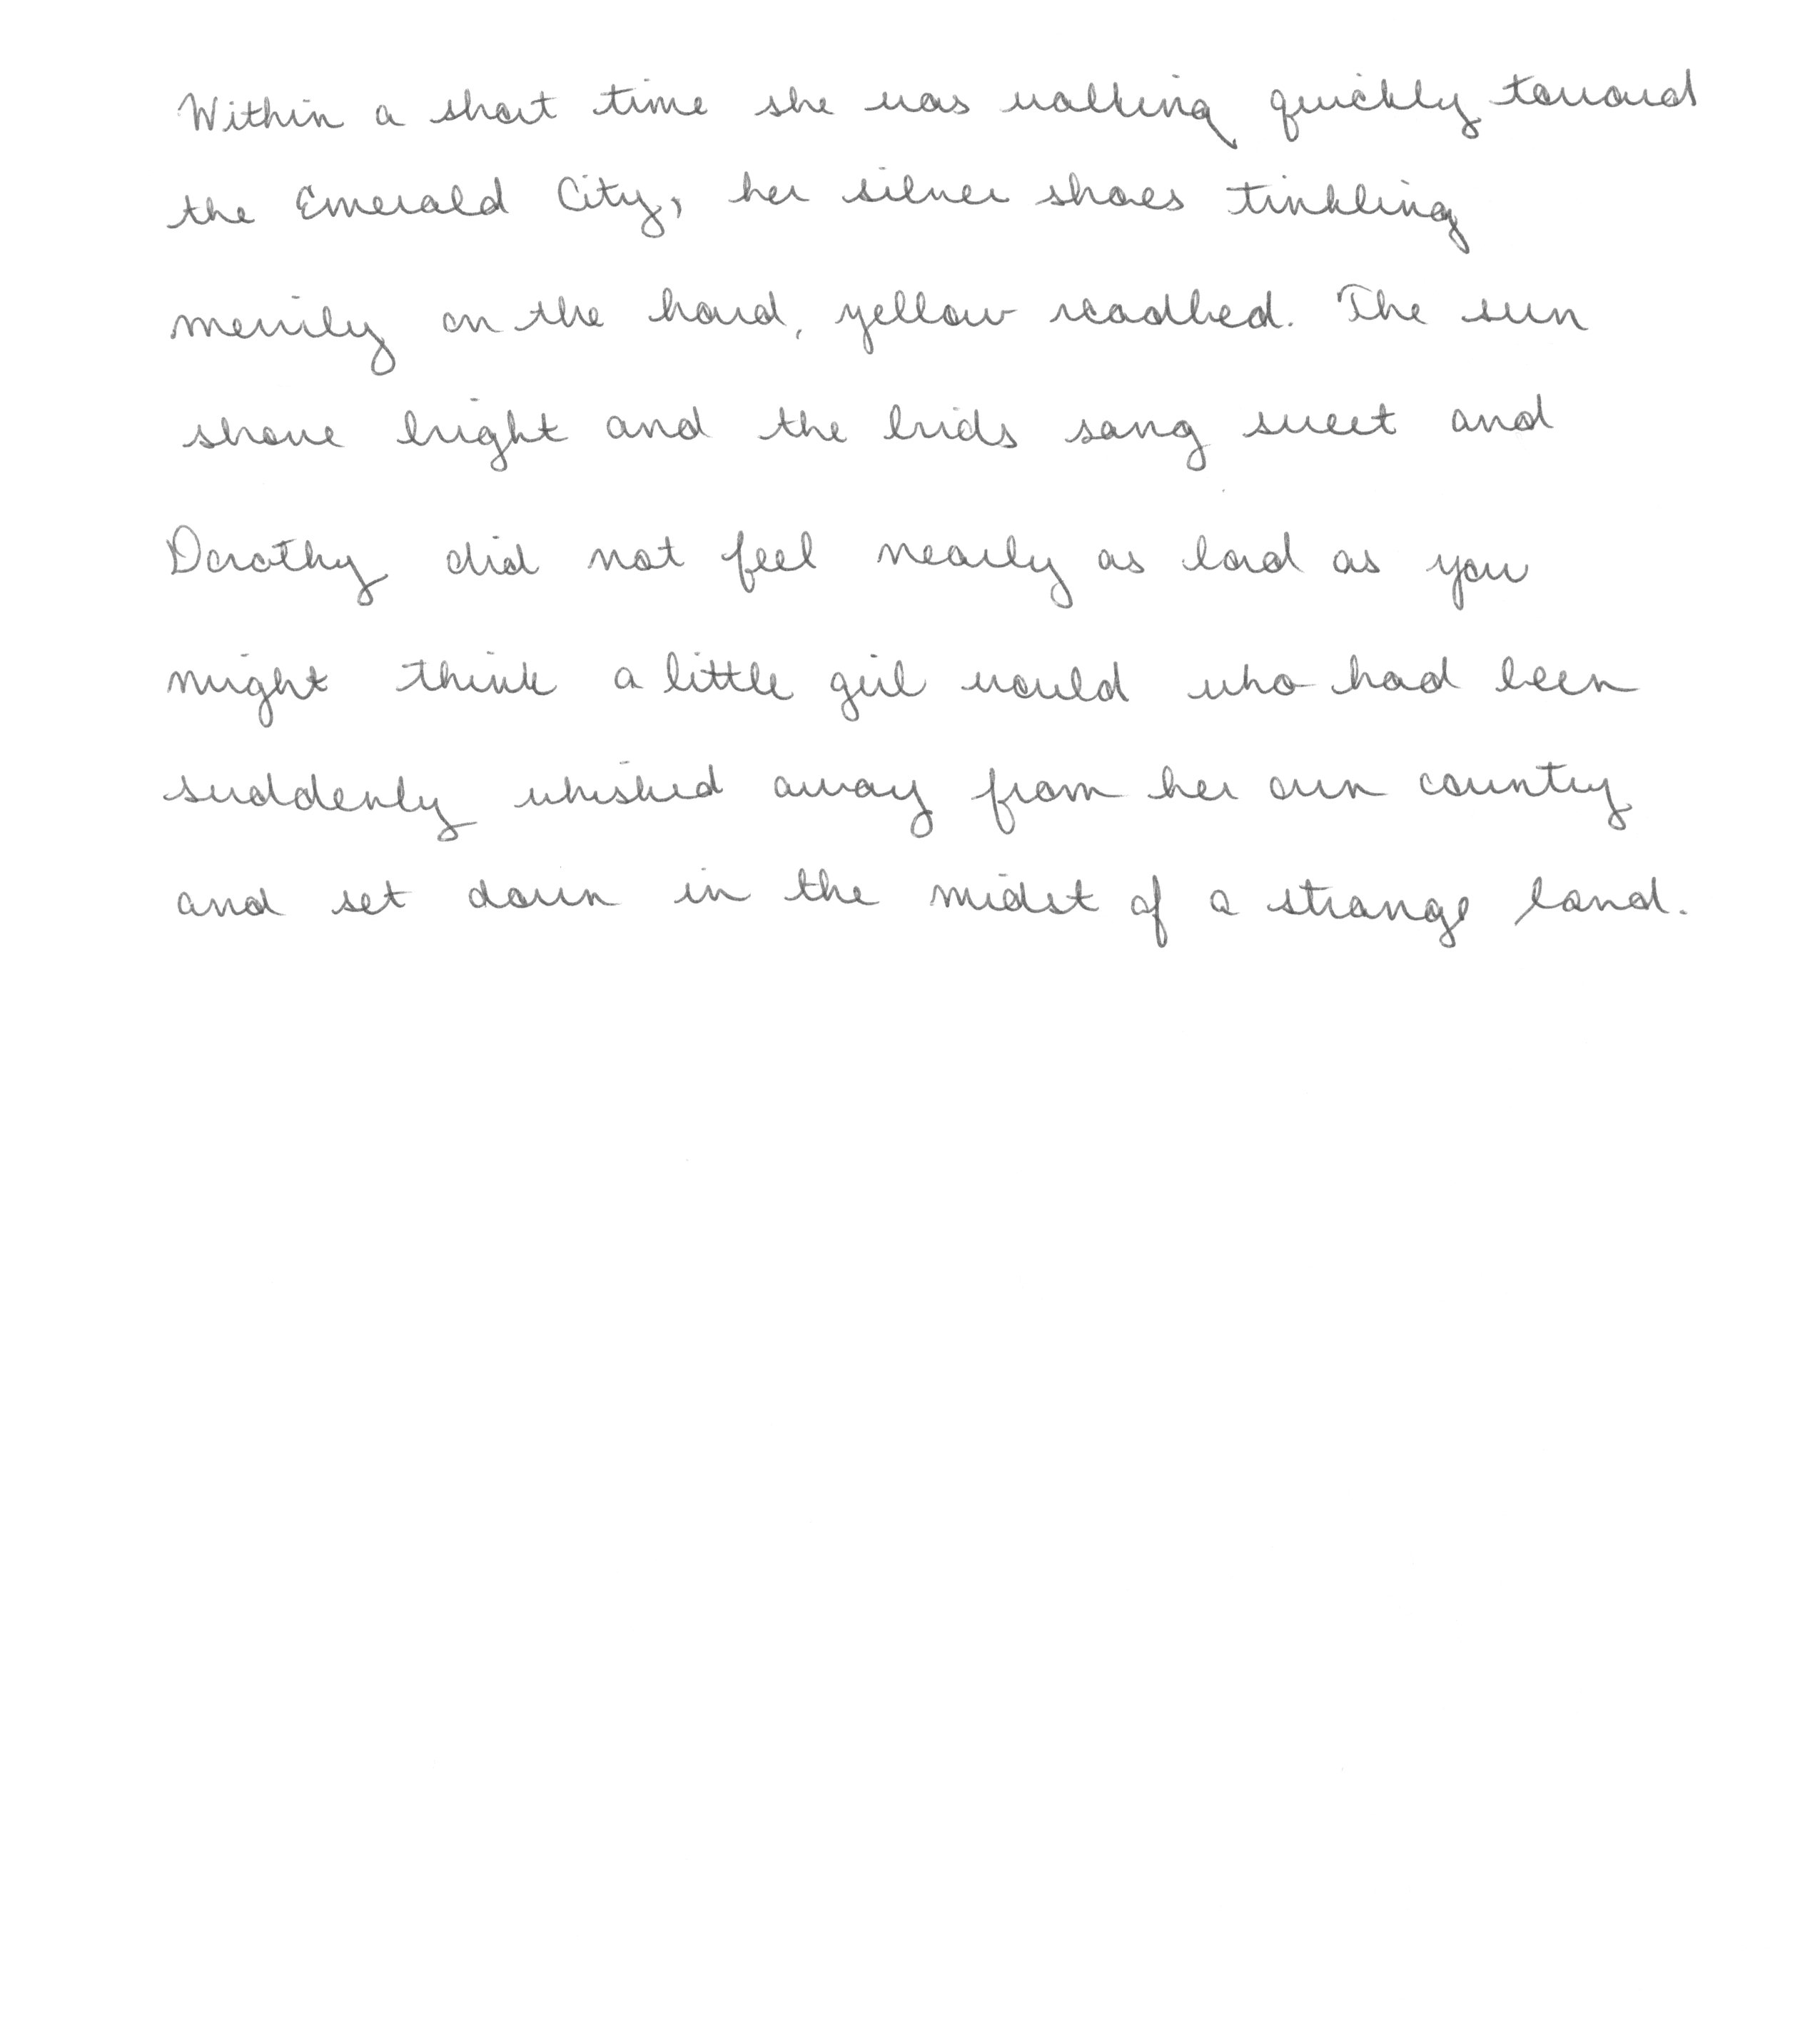 Within a short time she was walking quickly toward
the Emerald City, her silver shoes tinkling
merrily on the hard, yellow roadbed. The sun
shone bright and the birds sang sweet and
Dorothy did not feel nearly as bad as you
might think a little girl would who had been
suddenly whisked away from her own country
and set down in the midst of a strange land.